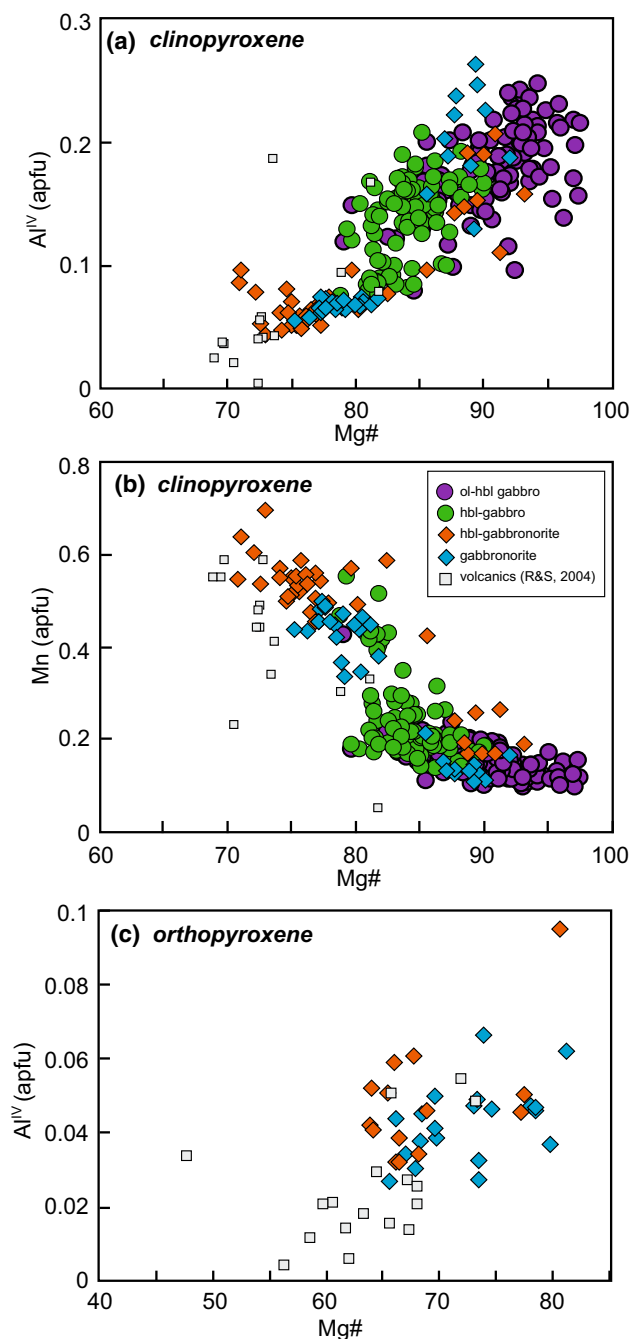 (a) clinopyroxene
0.3
0.2
0.1
0
Al^IV (apfu)
60 70 80 90 100
Mg#
(b) clinopyroxene
0.8
0.6
0.4
0.2
0
Mn (apfu)
ol-hbl gabbro
hbl-gabbro
hbl-gabbronorite
gabbronorite
volcanics (R&S, 2004)
60 70 80 90 100
Mg#
(c) orthopyroxene
0.1
0.08
0.06
0.04
0.02
0
Al^IV (apfu)
40 50 60 70 80
Mg#